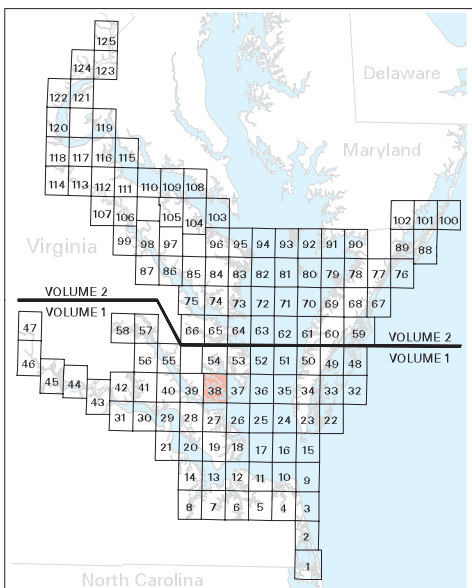 125
Delaware
124 123
122 121
120 119
Maryland
118 117 116 115
114 113 112 111 110 109 108
107 106 105 104 103 102 101 100
Virginia
99 98 97 96 95 94 93 92 91 90 89 88
87 86 85 84 83 82 81 80 79 78 77 76
VOLUME 2
75 74 73 72 71 70 69 68 67
VOLUME 1
47 58 57 66 65 64 63 62 61 60 59
VOLUME 2
VOLUME 1
46 56 55 54 53 52 51 50 49 48
45 44 43 42 41 40 39 38 37 36 35 34 33 32
31 30 29 28 27 26 25 24 23 22
21 20 19 18 17 16 15
14 13 12 11 10 9
8 7 6 5 4 3
2
1
North Carolina